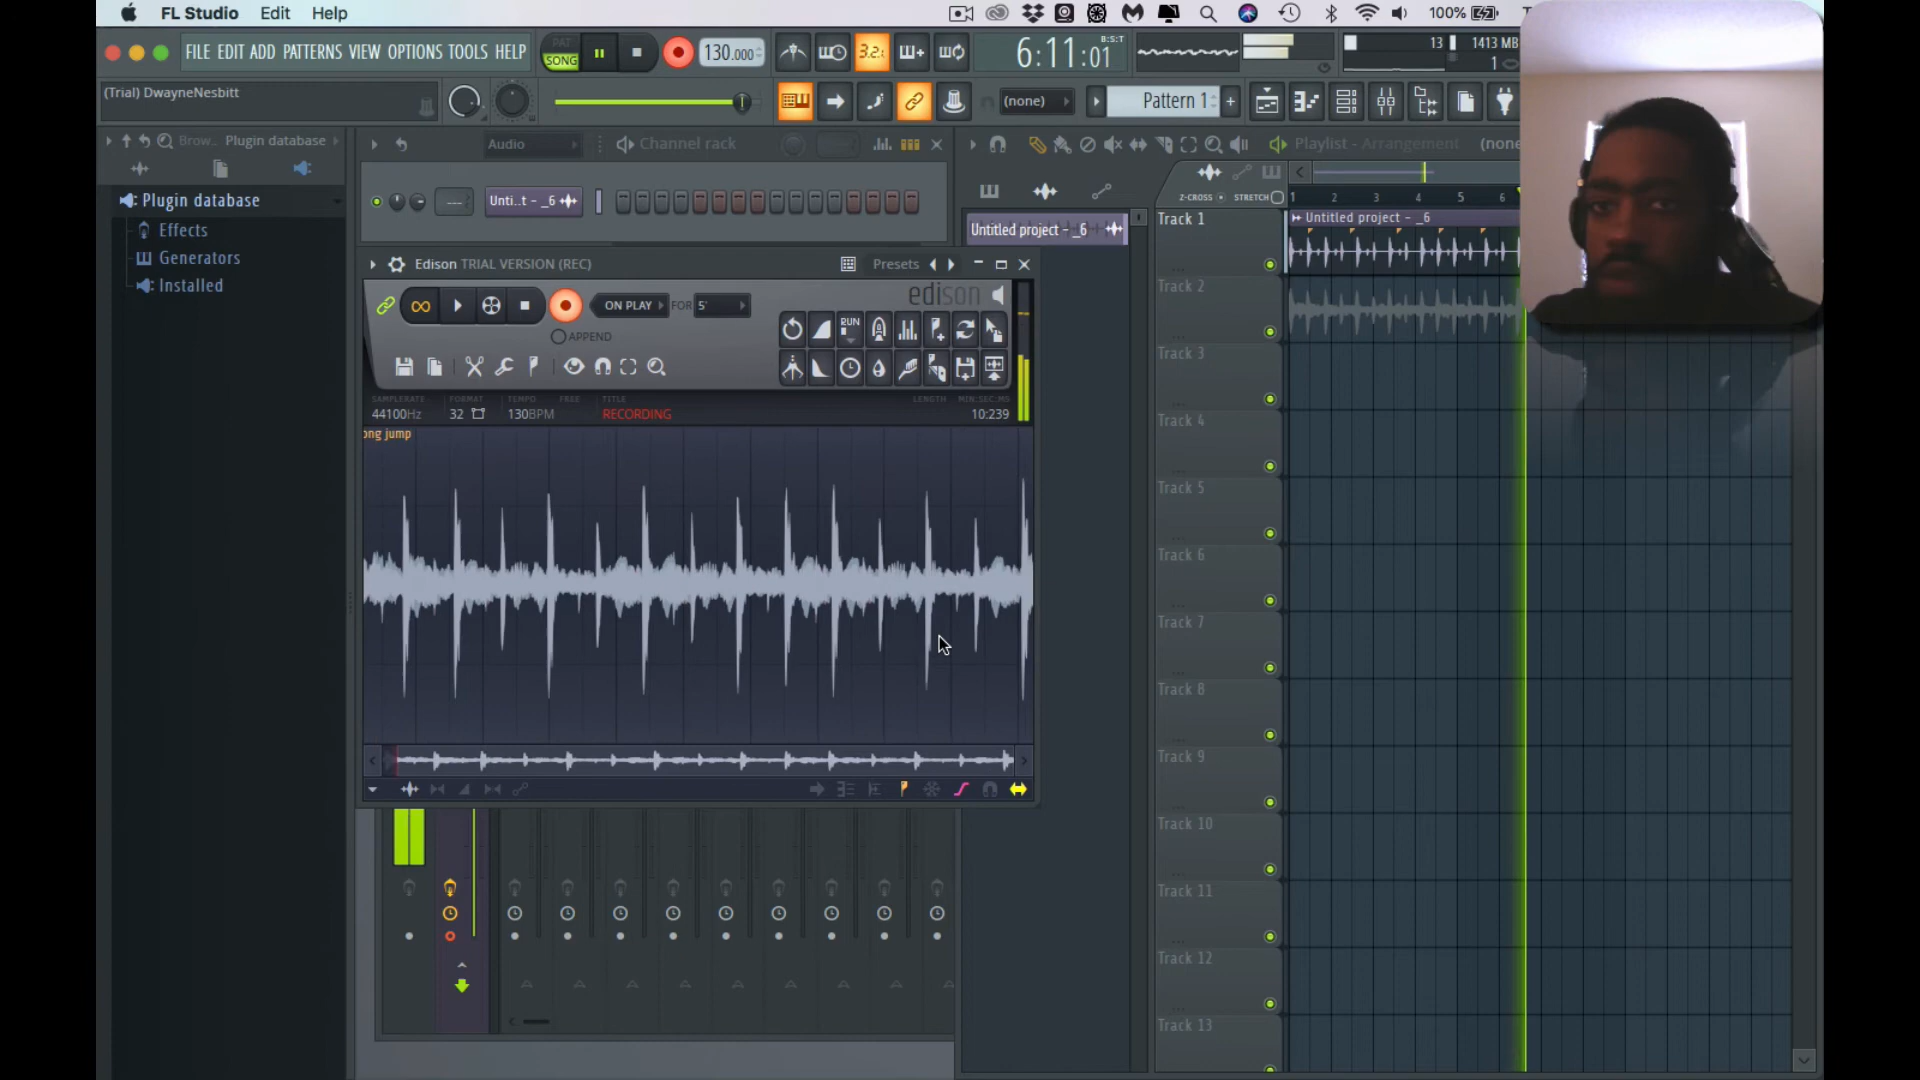 FL Studio Edit Help
100%
FILE EDIT ADD PATTERNS VIEW OPTIONS TOOLS HELP
PAT
SONG
130.000
3.2.
6:11:01
B:S:T
13
1413 MB
1
(Trial) DwayneNesbitt
(none)
Pattern 1
Brow.. Plugin database
Audio
Channel rack
Playlist - Arrangement (none
Plugin database
Effects
Generators
Installed
---
Unti..t - _6
Z-CROSS STRETCH
1 2 3 4 5 6
Untitled project - _6
Track 1
Untitled project - _6
Edison TRIAL VERSION (REC)
Presets
ON PLAY FOR 5'
edison
APPEND
RUN
SAMPLERATE FORMAT TEMPO FREE TITLE LENGTH MIN:SEC:MS
44100Hz 32 130BPM RECORDING 10:239
ong jump
Track 2
Track 3
Track 4
Track 5
Track 6
Track 7
Track 8
Track 9
Track 10
Track 11
Track 12
Track 13